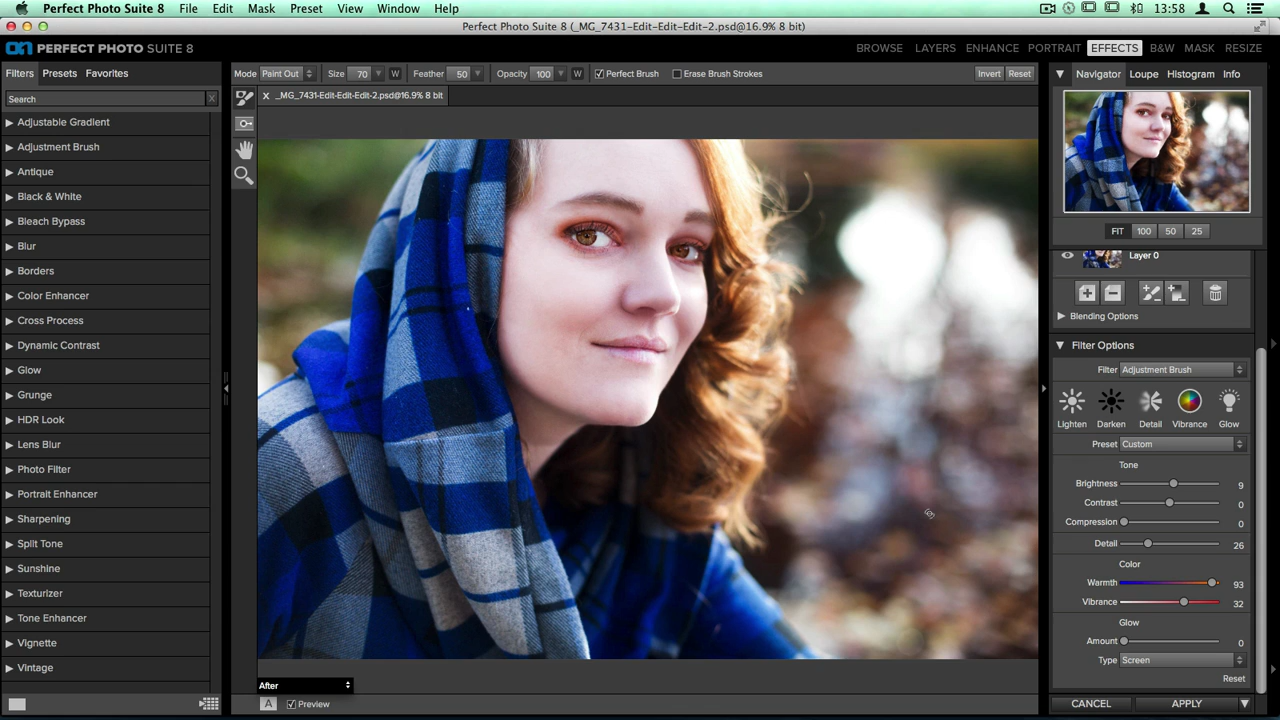 Perfect Photo Suite 8 File Edit Mask Preset View Window Help 13:58
Perfect Photo Suite 8 (_MG_7431-Edit-Edit-Edit-2.psd@16.9% 8 bit)
on PERFECT PHOTO SUITE 8 BROWSE LAYERS ENHANCE PORTRAIT EFFECTS B&W MASK RESIZE
Filters Presets Favorites
Mode Paint Out Size 70 W Feather 50 Opacity 100 W Perfect Brush Erase Brush Strokes Invert Reset
Navigator Loupe Histogram Info
Search X
X _MG_7431-Edit-Edit-Edit-2.psd@16.9% 8 bit
Adjustable Gradient
Adjustment Brush
Antique
Black & White
Bleach Bypass
Blur
Borders
Color Enhancer
Cross Process
Dynamic Contrast
Glow
Grunge
HDR Look
Lens Blur
Photo Filter
Portrait Enhancer
Sharpening
Split Tone
Sunshine
Texturizer
Tone Enhancer
Vignette
Vintage
FIT 100 50 25
Layer 0
Blending Options
Filter Options
Filter Adjustment Brush
Lighten Darken Detail Vibrance Glow
Preset Custom
Tone
Brightness 9
Contrast 0
Compression 0
Detail 26
Color
Warmth 93
Vibrance 32
Glow
Amount 0
Type Screen
Reset
CANCEL APPLY
After
A Preview